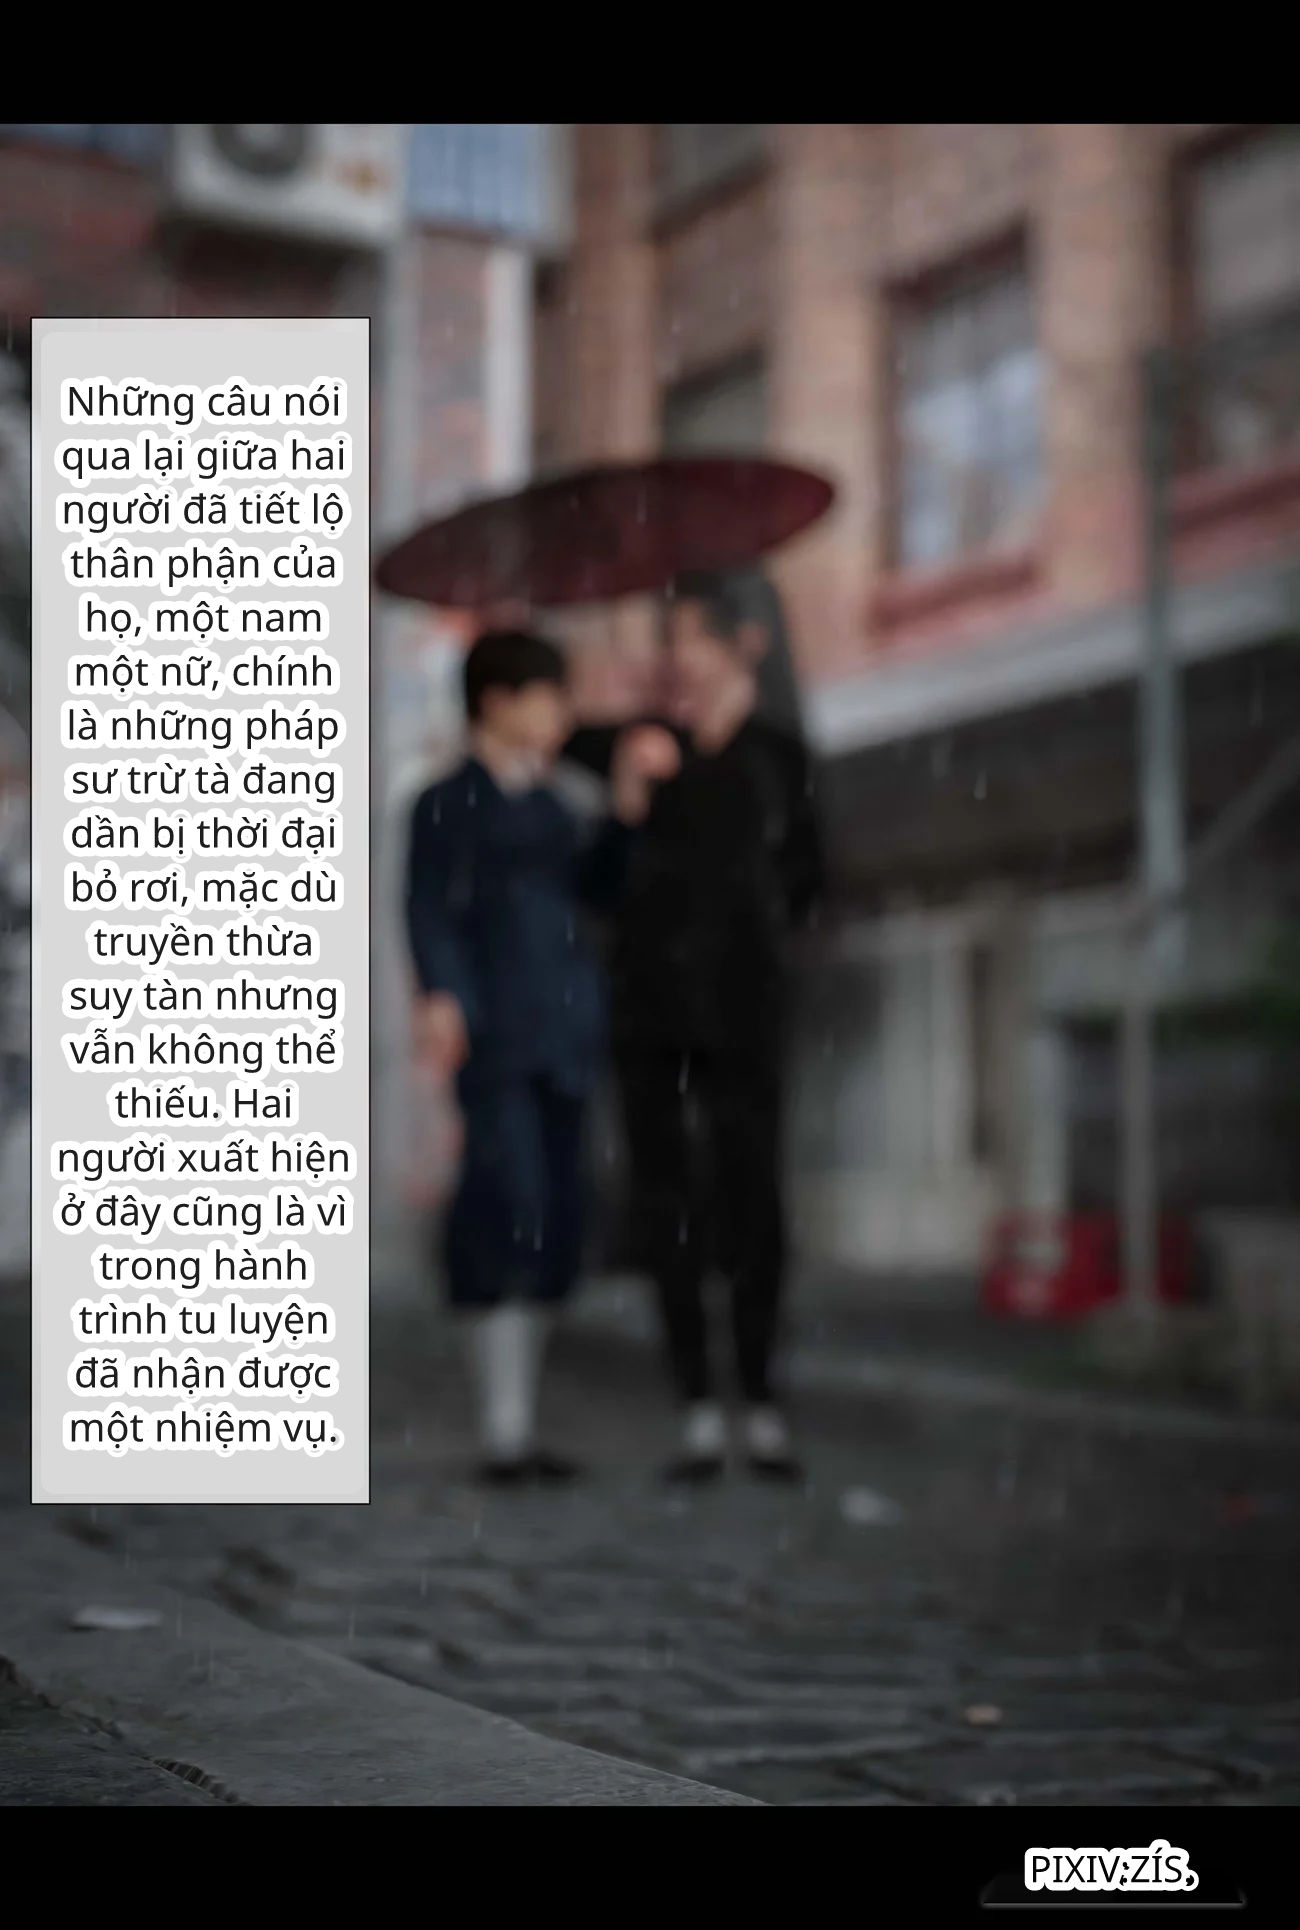 Những câu nói
qua lại giữa hai
người đã tiết lộ
thân phận của
họ, một nam
một nữ, chính
là những pháp
sư trừ tà đang
dần bị thời đại
bỏ rơi, mặc dù
truyền thừa
suy tàn nhưng
vẫn không thể
thiếu. Hai
người xuất hiện
ở đây cũng là vì
trong hành
trình tu luyện
đã nhận được
một nhiệm vụ.
PIXIV:ZÍS,